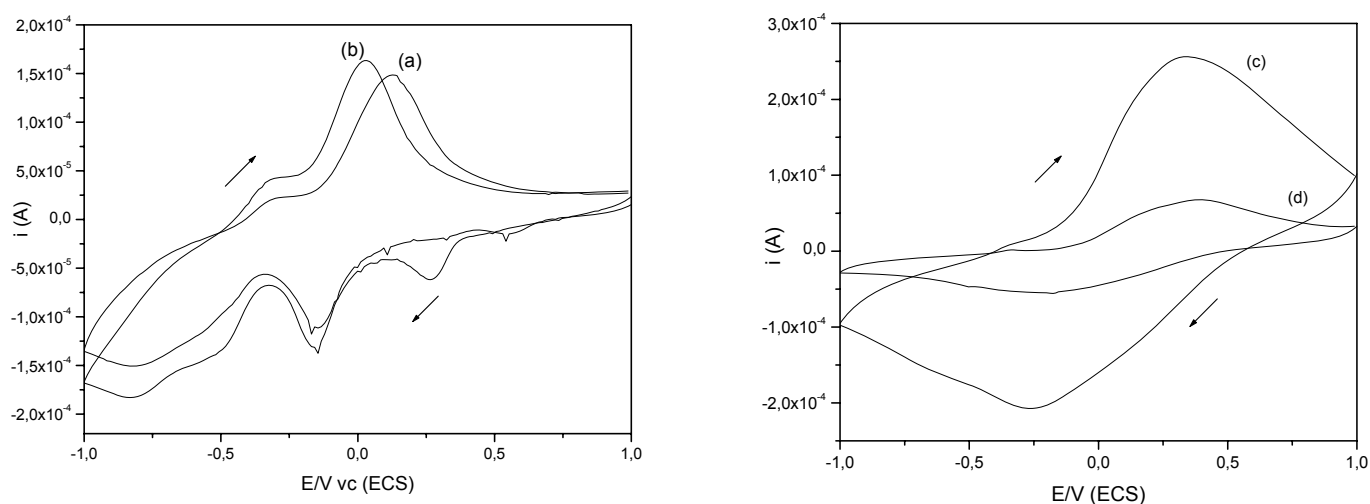 2,0x10⁻⁴
1,5x10⁻⁴
1,0x10⁻⁴
5,0x10⁻⁵
0,0
-5,0x10⁻⁵
-1,0x10⁻⁴
-1,5x10⁻⁴
-2,0x10⁻⁴
i (A)
(b)
(a)
-1,0
-0,5
0,0
0,5
1,0
E/V vc (ECS)
3,0x10⁻⁴
2,0x10⁻⁴
1,0x10⁻⁴
0,0
-1,0x10⁻⁴
-2,0x10⁻⁴
i (A)
(c)
(d)
-1,0
-0,5
0,0
0,5
1,0
E/V (ECS)